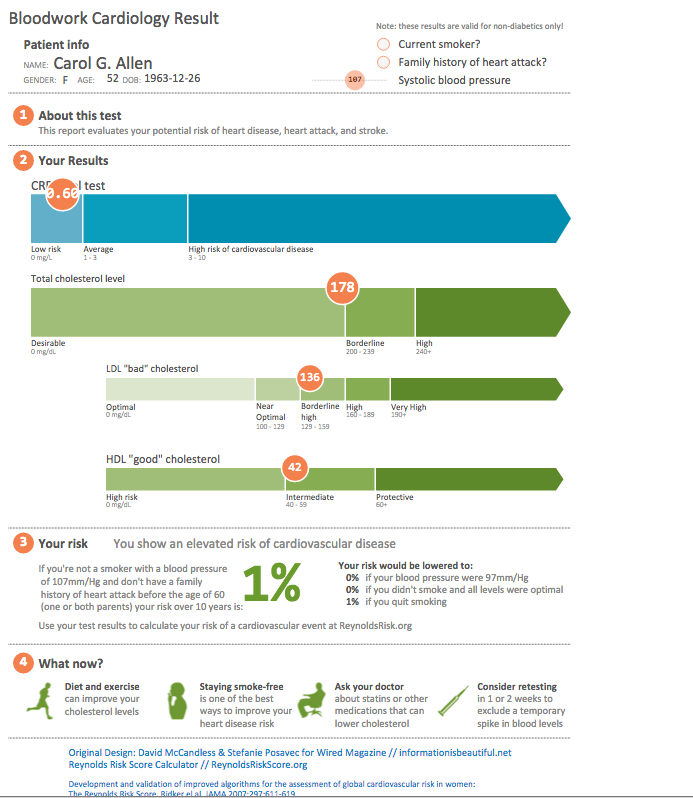 Bloodwork Cardiology Result
Note: these results are valid for non-diabetics only!
Patient info
NAME: Carol G. Allen
GENDER: F AGE: 52 DOB: 1963-12-26
Current smoker?
Family history of heart attack?
107 Systolic blood pressure
1 About this test
This report evaluates your potential risk of heart disease, heart attack, and stroke.
2 Your Results
0.60 test
Low risk Average High risk of cardiovascular disease
0 mg/L 1 - 3 3 - 10
Total cholesterol level
178
Desirable Borderline High
0 mg/dL 200 - 239 240+
LDL "bad" cholesterol
136
Optimal Near Borderline High Very High
0 mg/dL Optimal high 160 - 189 190+
100 - 129 129 - 159
HDL "good" cholesterol
42
High risk Intermediate Protective
0 mg/dL 40 - 59 60+
3 Your risk You show an elevated risk of cardiovascular disease
If you're not a smoker with a blood pressure
of 107mm/Hg and don't have a family
history of heart attack before the age of 60
(one or both parents) your risk over 10 years is:
1%
Your risk would be lowered to:
0% if your blood pressure were 97mm/Hg
0% if you didn't smoke and all levels were optimal
1% if you quit smoking
Use your test results to calculate your risk of a cardiovascular event at ReynoldsRisk.org
4 What now?
Diet and exercise
can improve your
cholesterol levels
Staying smoke-free
is one of the best
ways to improve your
heart disease risk
Ask your doctor
about statins or other
medications that can
lower cholesterol
Consider retesting
in 1 or 2 weeks to
exclude a temporary
spike in blood levels
Original Design: David McCandless & Stefanie Posavec for Wired Magazine // informationisbeautiful.net
Reynolds Risk Score Calculator // ReynoldsRiskScore.org
Development and validation of improved algorithms for the assessment of global cardiovascular risk in women:
The Reynolds Risk Score. Ridker el al. JAMA 2007;297:611-619